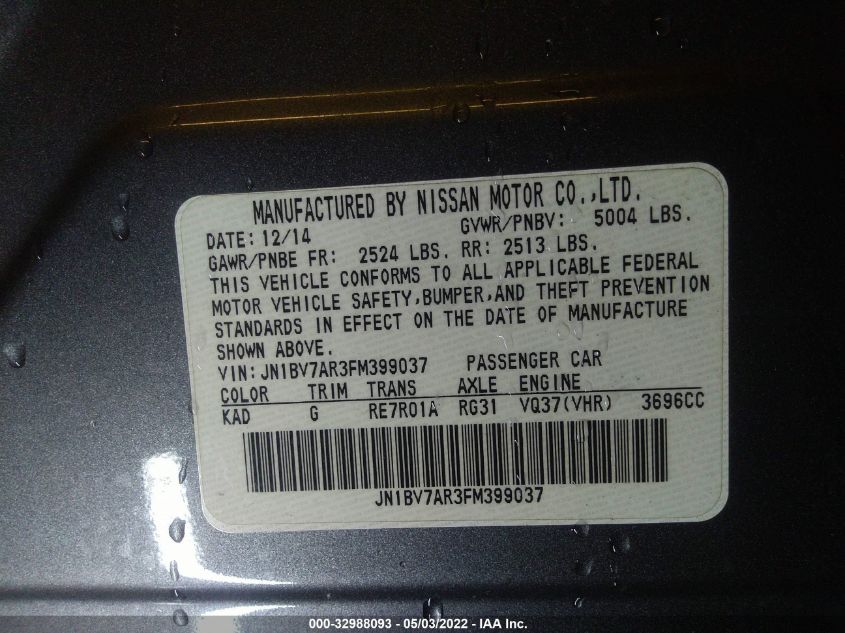 MANUFACTURED BY NISSAN MOTOR CO.,LTD.
DATE: 12/14 GVWR/PNBV: 5004 LBS.
GAWR/PNBE FR: 2524 LBS. RR: 2513 LBS.
THIS VEHICLE CONFORMS TO ALL APPLICABLE FEDERAL
MOTOR VEHICLE SAFETY,BUMPER,AND THEFT PREVENTION
STANDARDS IN EFFECT ON THE DATE OF MANUFACTURE
SHOWN ABOVE.
VIN: JN1BV7AR3FM399037 PASSENGER CAR
COLOR TRIM TRANS AXLE ENGINE
KAD G RE7R01A RG31 VQ37(VHR) 3696CC
JN1BV7AR3FM399037
000-32988093 - 05/03/2022 - IAA Inc.